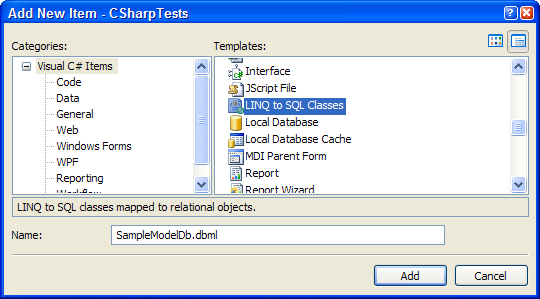 Add New Item - CSharpTests
Categories:
Templates:
Visual C# Items
Code
Data
General
Web
Windows Forms
WPF
Reporting
Workflow
Interface
JScript File
LINQ to SQL Classes
Local Database
Local Database Cache
MDI Parent Form
Report
Report Wizard
LINQ to SQL classes mapped to relational objects.
Name: SampleModelDb.dbml
Add Cancel